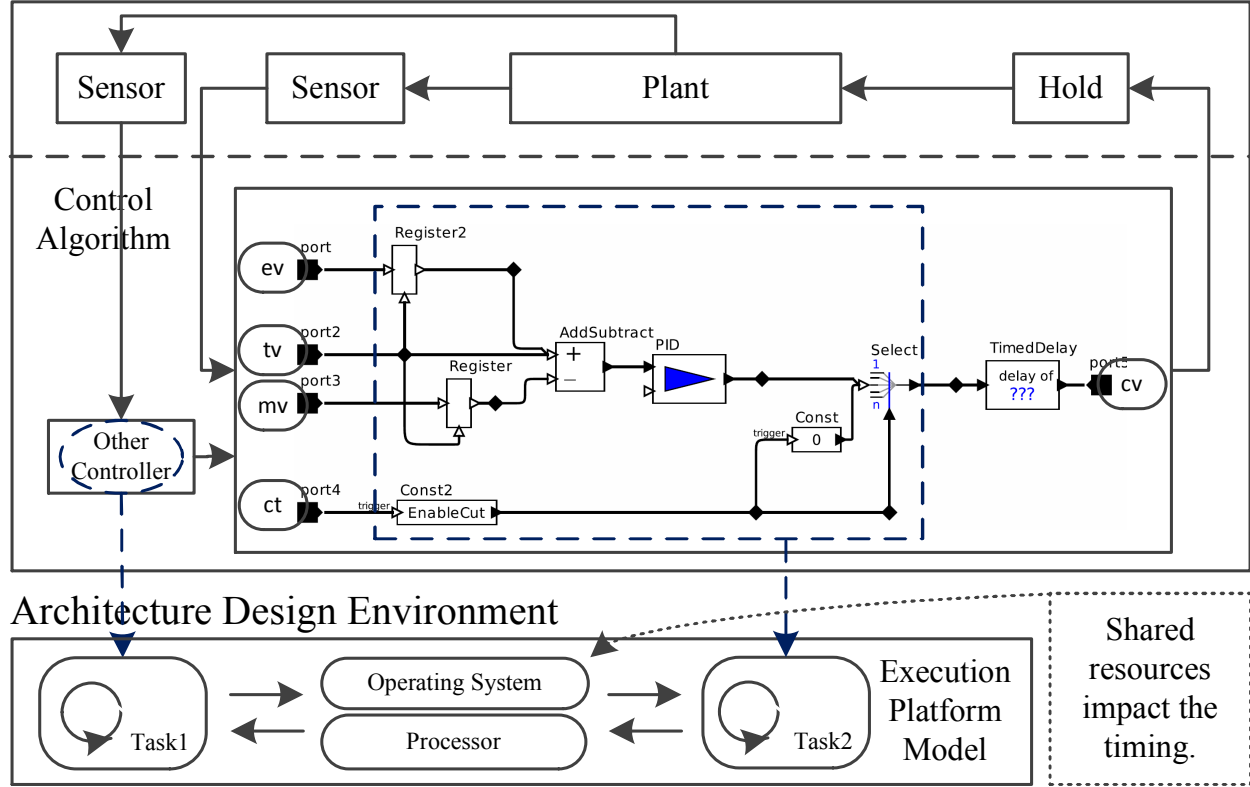 Sensor
Sensor
Plant
Hold
Control
Algorithm
Register2
port
ev
port2
tv
AddSubtract
+
PID
Select
1
TimedDelay
port3
Register
mv
−
n
delay of
???
port5
cv
Const
trigger
0
Other
Controller
port4
ct
trigger
Const2
EnableCut
Architecture Design Environment
Shared
resources
impact the
timing.
Operating System
Processor
Task1
Task2
Execution
Platform
Model